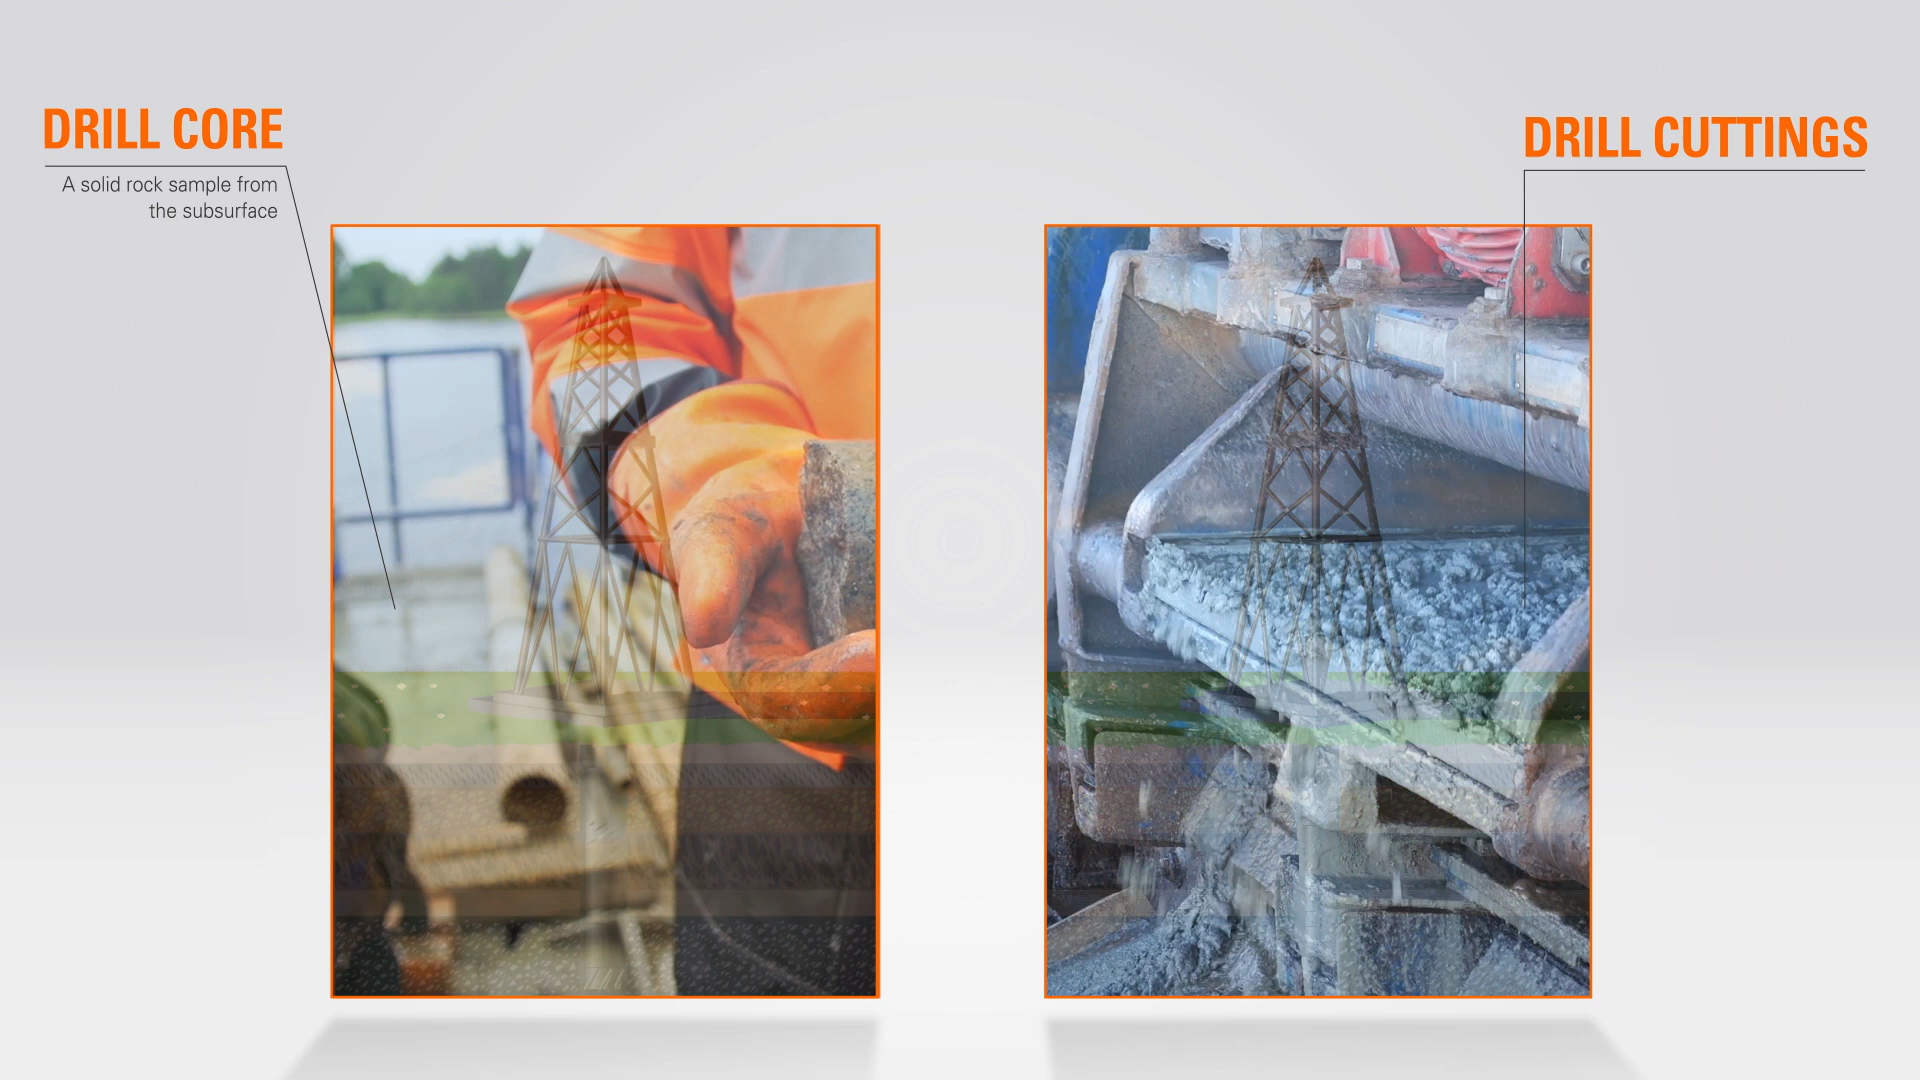 DRILL CORE
A solid rock sample from
the subsurface
DRILL CUTTINGS